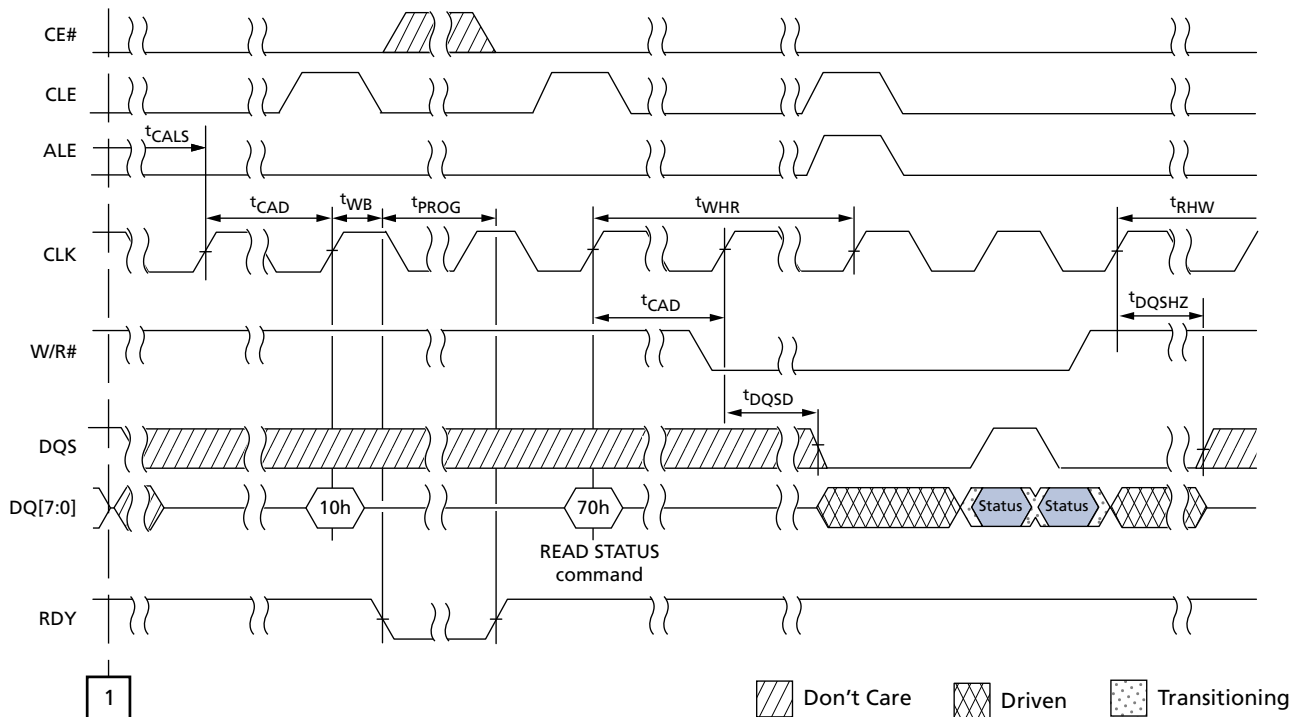 CE#
CLE
tCALS
ALE
tCAD
tWB
tPROG
tWHR
tRHW
CLK
tCAD
tDQSHZ
W/R#
tDQSD
DQS
DQ[7:0]
10h
70h
Status
Status
READ STATUS
command
RDY
1
Don't Care
Driven
Transitioning